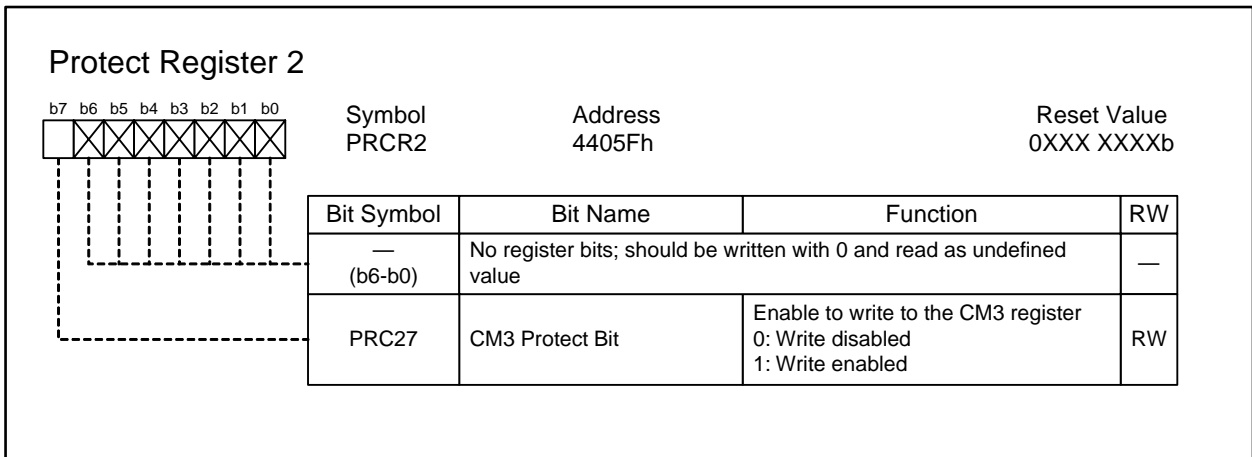 Protect Register 2
b7 b6 b5 b4 b3 b2 b1 b0
Symbol Address Reset Value
PRCR2 4405Fh 0XXX XXXXb
Bit Symbol Bit Name Function RW
—
(b6-b0)
No register bits; should be written with 0 and read as undefined
value
—
PRC27
CM3 Protect Bit
Enable to write to the CM3 register
0: Write disabled
1: Write enabled
RW